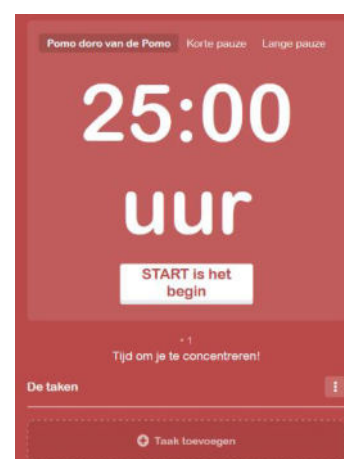 Pomo doro van de Pomo Korte pauze Lange pauze
25:00
uur
START is het
begin
• 1
Tijd om je te concentreren!
De taken
Taak toevoegen